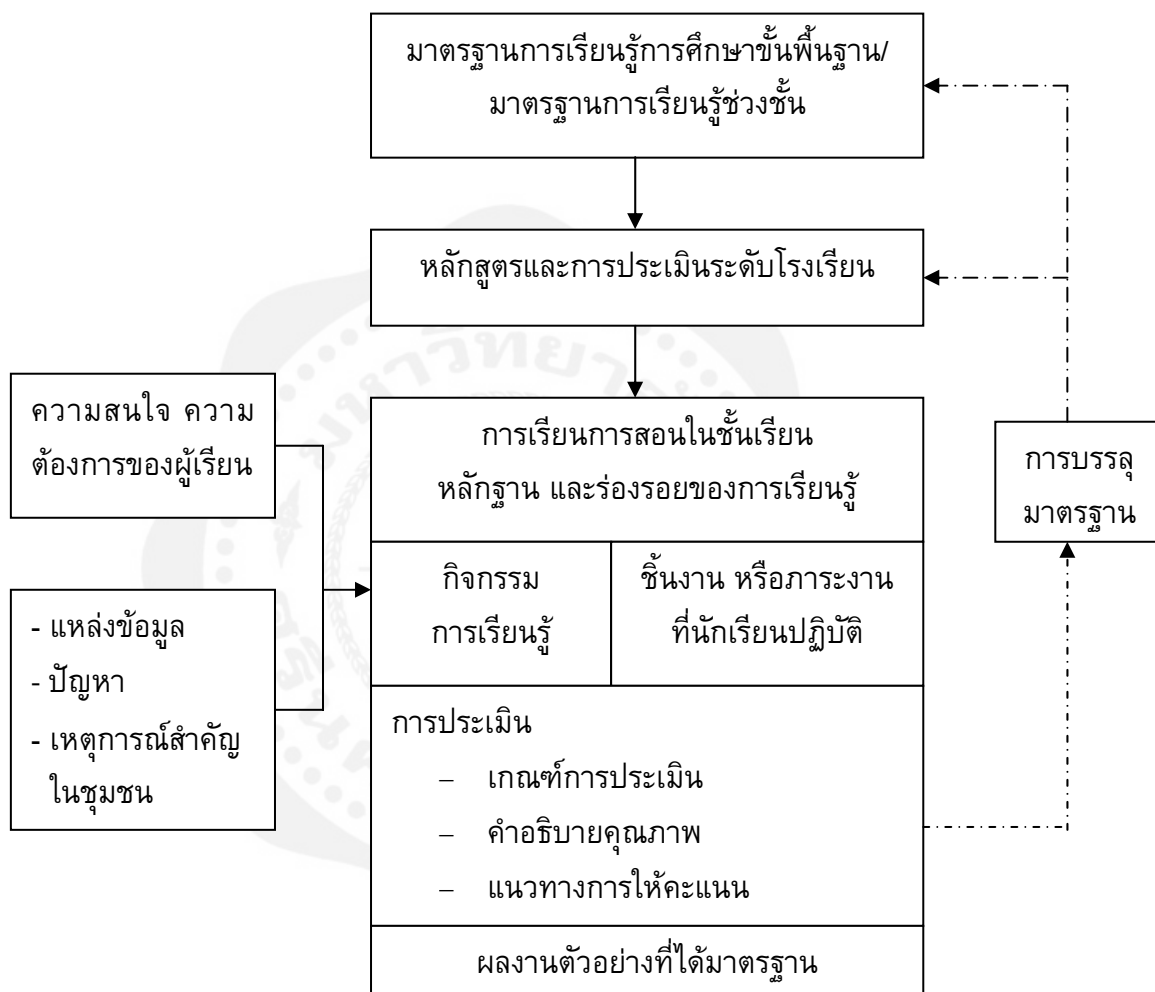 มาตรฐานการเรียนรู้การศึกษาขั้นพื้นฐาน/
มาตรฐานการเรียนรู้ช่วงชั้น
หลักสูตรและการประเมินระดับโรงเรียน
ความสนใจ ความ
ต้องการของผู้เรียน
- แหล่งข้อมูล
- ปัญหา
- เหตุการณ์สำคัญ
ในชุมชน
การเรียนการสอนในชั้นเรียน
หลักฐาน และร่องรอยของการเรียนรู้
กิจกรรม
การเรียนรู้
ชิ้นงาน หรือภาระงาน
ที่นักเรียนปฏิบัติ
การประเมิน
– เกณฑ์การประเมิน
– คำอธิบายคุณภาพ
– แนวทางการให้คะแนน
ผลงานตัวอย่างที่ได้มาตรฐาน
การบรรลุ
มาตรฐาน